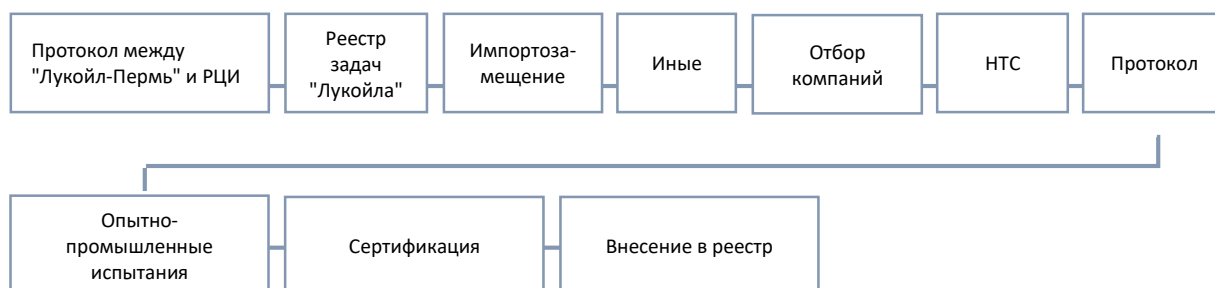 Протокол между
"Лукойл-Пермь" и РЦИ
Реестр
задач
"Лукойла"
Импортоза-
мещение
Иные
Отбор
компаний
НТС
Протокол
Опытно-
промышленные
испытания
Сертификация
Внесение в реестр